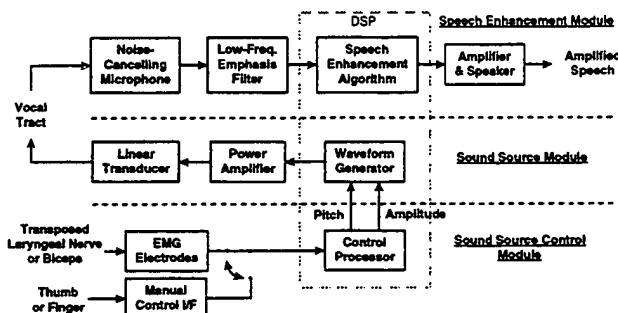 DSP
Speech Enhancement Module
Noise-
Cancelling
Microphone
Low-Freq.
Emphasis
Filter
Speech
Enhancement
Algorithm
Amplifier
& Speaker
Amplified
Speech
Vocal
Tract
Linear
Transducer
Power
Amplifier
Waveform
Generator
Sound Source Module
Pitch
Amplitude
Transposed
Laryngeal Nerve
or Biceps
EMG
Electrodes
Control
Processor
Sound Source Control
Module
Thumb
or Finger
Manual
Control I/F